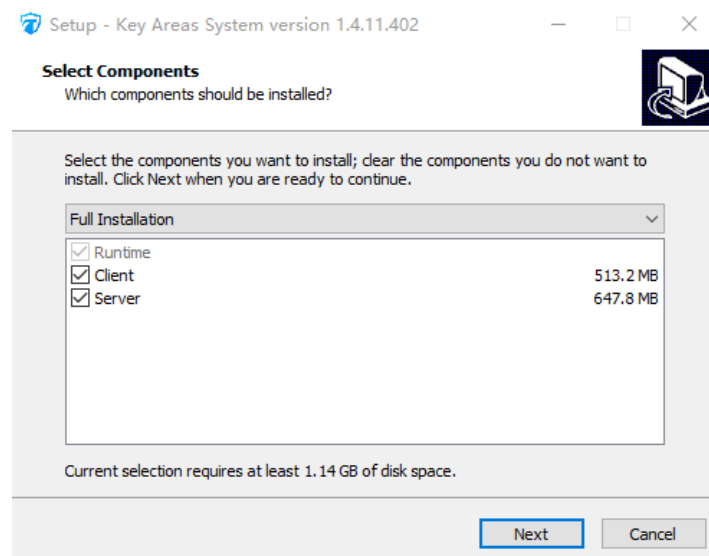 Setup - Key Areas System version 1.4.11.402
Select Components
Which components should be installed?
Select the components you want to install; clear the components you do not want to
install. Click Next when you are ready to continue.
Full Installation
Runtime
Client 513.2 MB
Server 647.8 MB
Current selection requires at least 1.14 GB of disk space.
Next Cancel